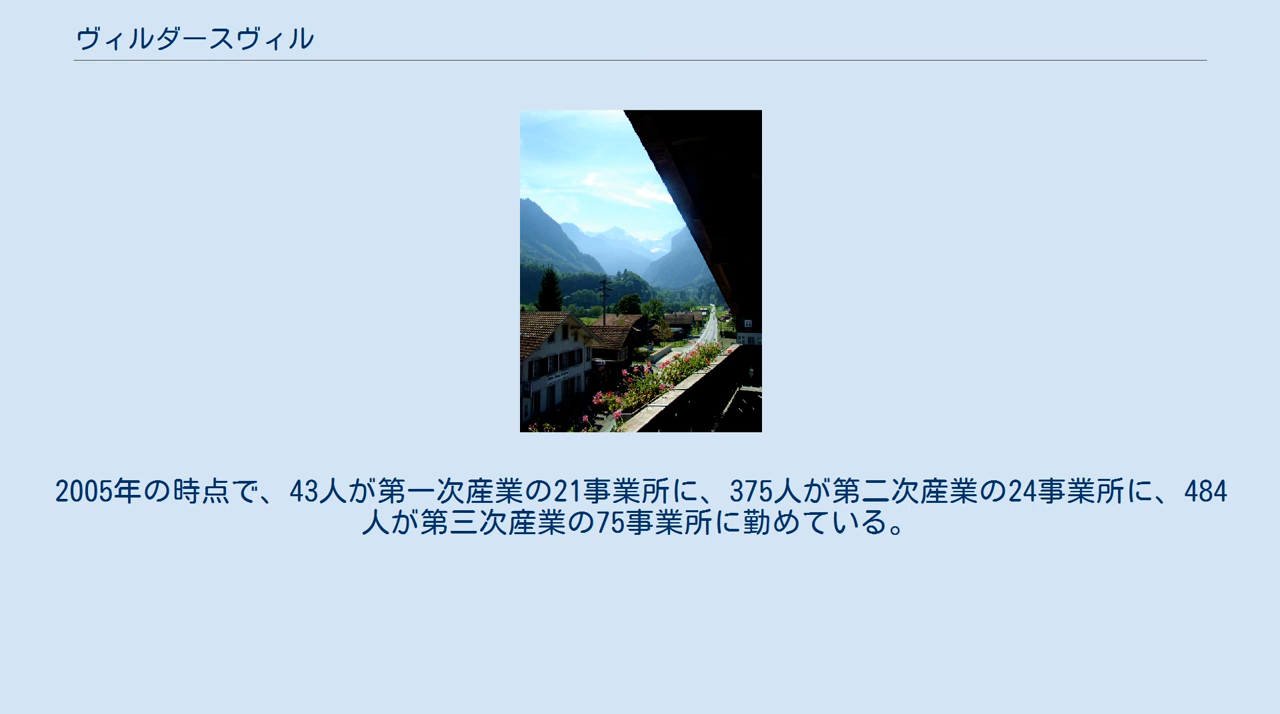 ヴィルダースヴィル
2005年の時点で、43人が第一次産業の21事業所に、375人が第二次産業の24事業所に、484
人が第三次産業の75事業所に勤めている。